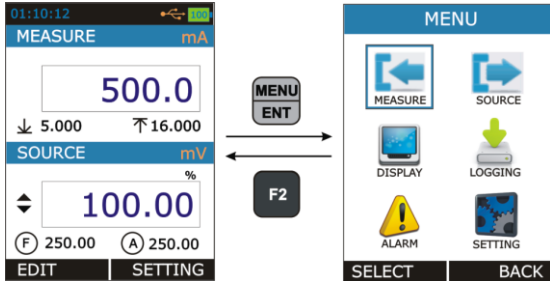 01:10:12 100
MEASURE mA
500.0
5.000 16.000
SOURCE mV
%
100.00
F 250.00 A 250.00
EDIT SETTING
MENU
ENT
F2
MENU
MEASURE SOURCE
DISPLAY LOGGING
ALARM SETTING
SELECT BACK